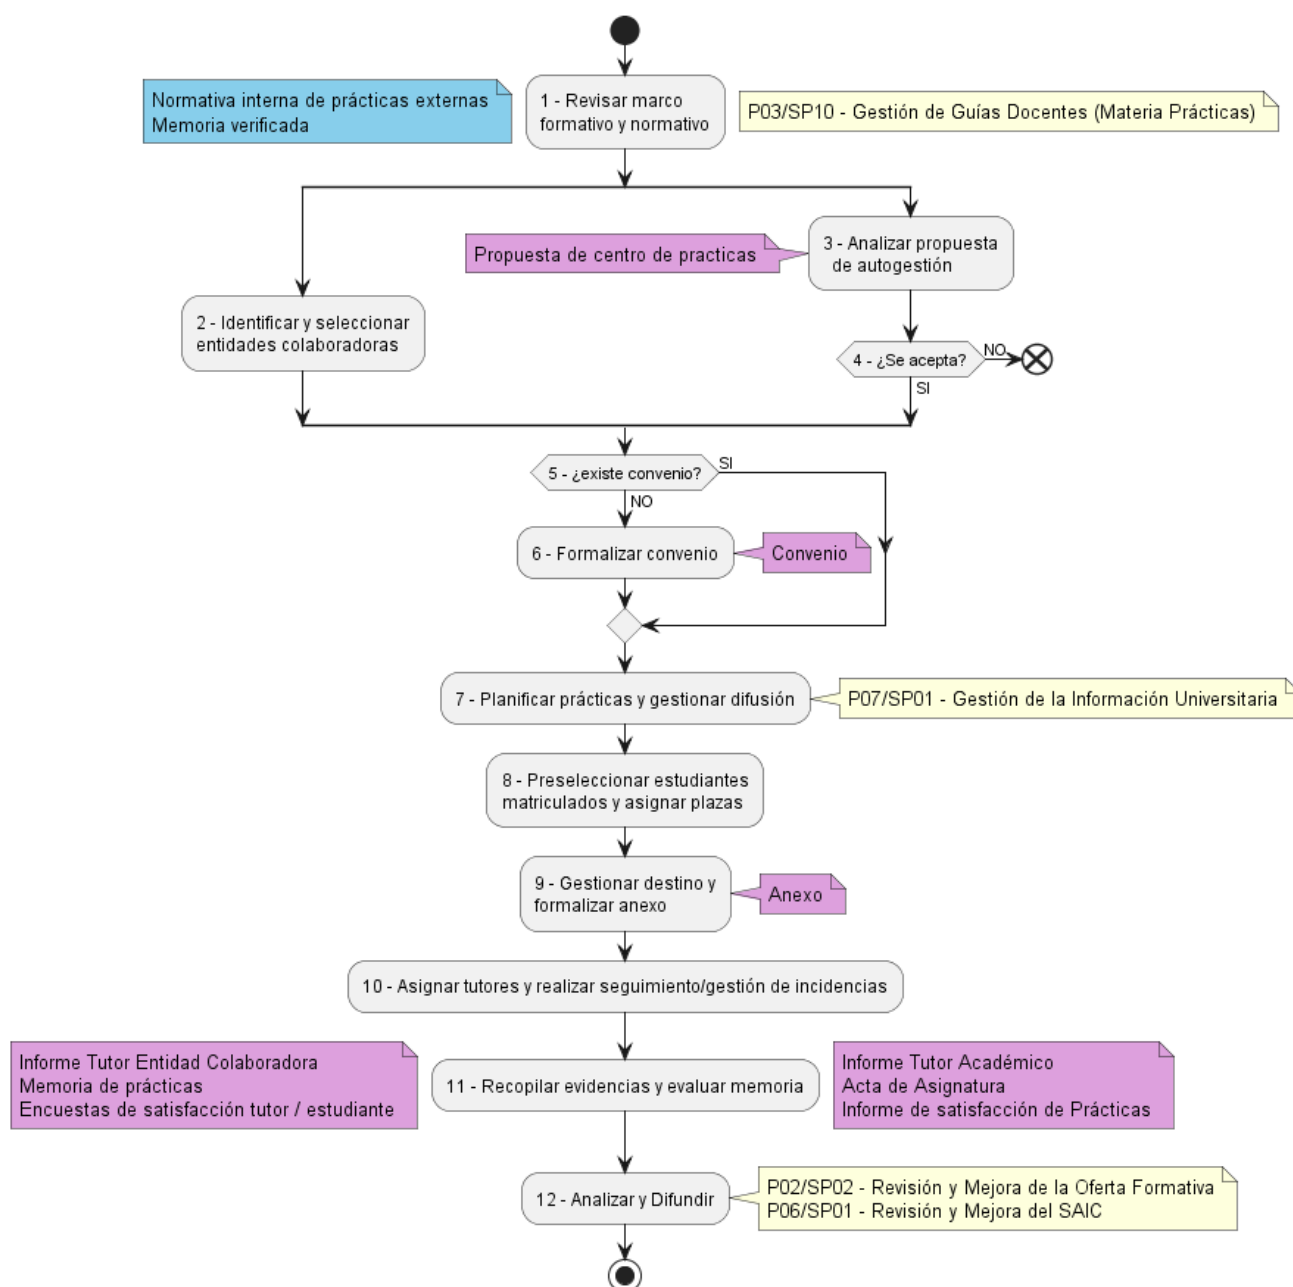 Normativa interna de prácticas externas
Memoria verificada
1 - Revisar marco
formativo y normativo
P03/SP10 - Gestión de Guías Docentes (Materia Prácticas)
Propuesta de centro de practicas
3 - Analizar propuesta
de autogestión
2 - Identificar y seleccionar
entidades colaboradoras
4 - ¿Se acepta?
NO
SI
5 - ¿existe convenio?
SI
NO
6 - Formalizar convenio
Convenio
7 - Planificar prácticas y gestionar difusión
P07/SP01 - Gestión de la Información Universitaria
8 - Preseleccionar estudiantes
matriculados y asignar plazas
9 - Gestionar destino y
formalizar anexo
Anexo
10 - Asignar tutores y realizar seguimiento/gestión de incidencias
Informe Tutor Entidad Colaboradora
Memoria de prácticas
Encuestas de satisfacción tutor / estudiante
11 - Recopilar evidencias y evaluar memoria
Informe Tutor Académico
Acta de Asignatura
Informe de satisfacción de Prácticas
12 - Analizar y Difundir
P02/SP02 - Revisión y Mejora de la Oferta Formativa
P06/SP01 - Revisión y Mejora del SAIC